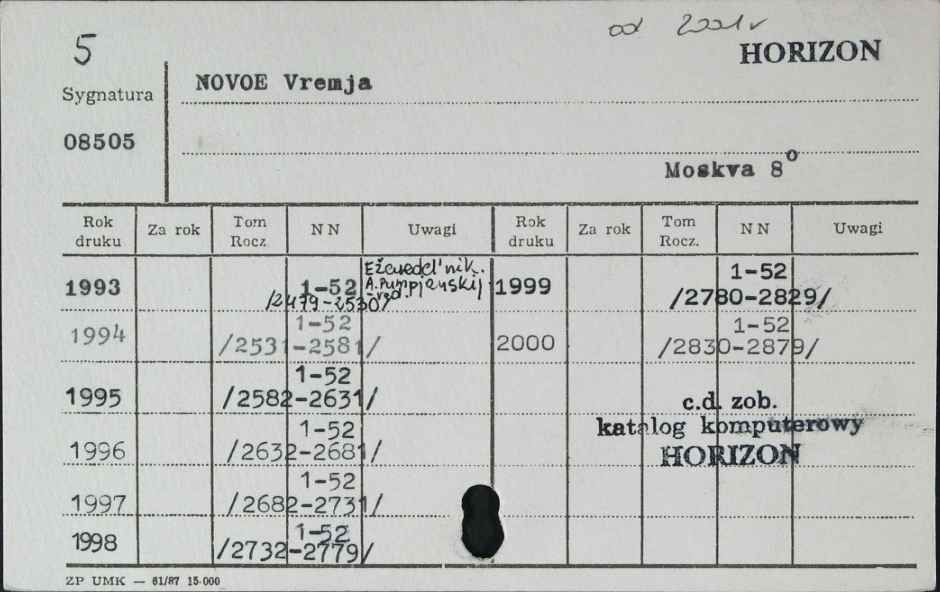 od 2001r
5
HORIZON
Sygnatura
NOVOE Vremja
08505
Moskva 8°
Rok druku Za rok Tom Rocz. NN Uwagi Rok druku Za rok Tom Rocz. NN Uwagi
1993 1-52 Eženedel'nik.
/2479-2530/ A.Pumpjanskij red.
1999 1-52
/2780-2829/
1994 1-52
/2531-2581/
2000 1-52
/2830-2879/
1995 1-52
/2582-2631/
c.d. zob.
katalog komputerowy
HORIZON
1996 1-52
/2632-2681/
1997 1-52
/2682-2731/
1998 1-52
/2732-2779/
ZP UMK — 61/87 15·000